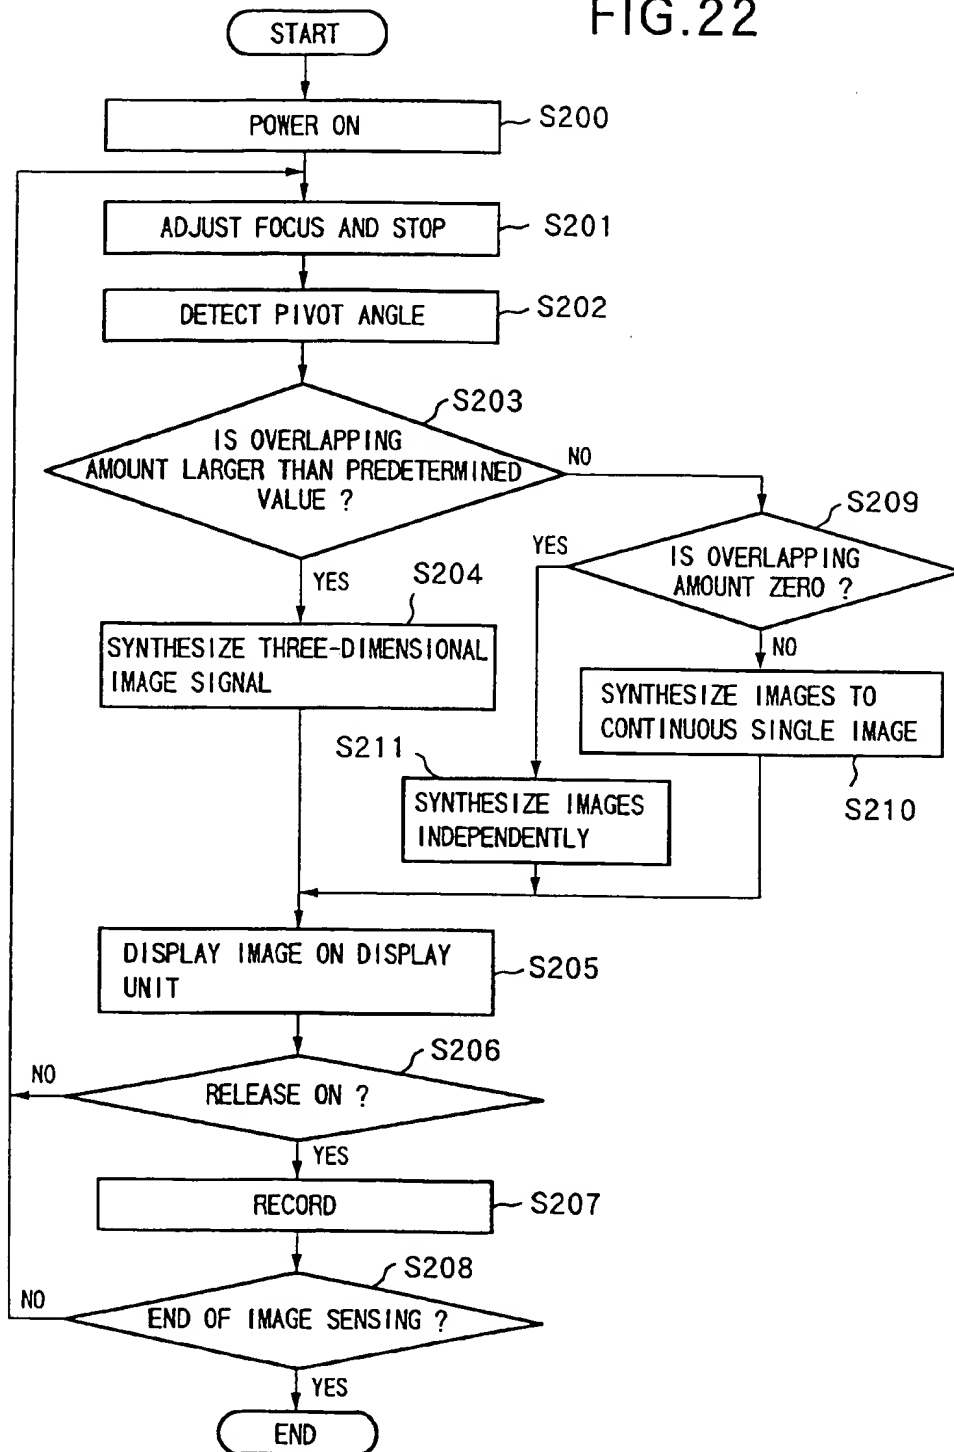 FIG.22
START
POWER ON
S200
ADJUST FOCUS AND STOP
S201
DETECT PIVOT ANGLE
S202
S203
IS OVERLAPPING
AMOUNT LARGER THAN PREDETERMINED
VALUE ?
NO
YES
S209
IS OVERLAPPING
AMOUNT ZERO ?
YES
NO
S204
SYNTHESIZE THREE-DIMENSIONAL
IMAGE SIGNAL
SYNTHESIZE IMAGES TO
CONTINUOUS SINGLE IMAGE
S210
S211
SYNTHESIZE IMAGES
INDEPENDENTLY
DISPLAY IMAGE ON DISPLAY
UNIT
S205
S206
RELEASE ON ?
NO
YES
RECORD
S207
S208
END OF IMAGE SENSING ?
NO
YES
END